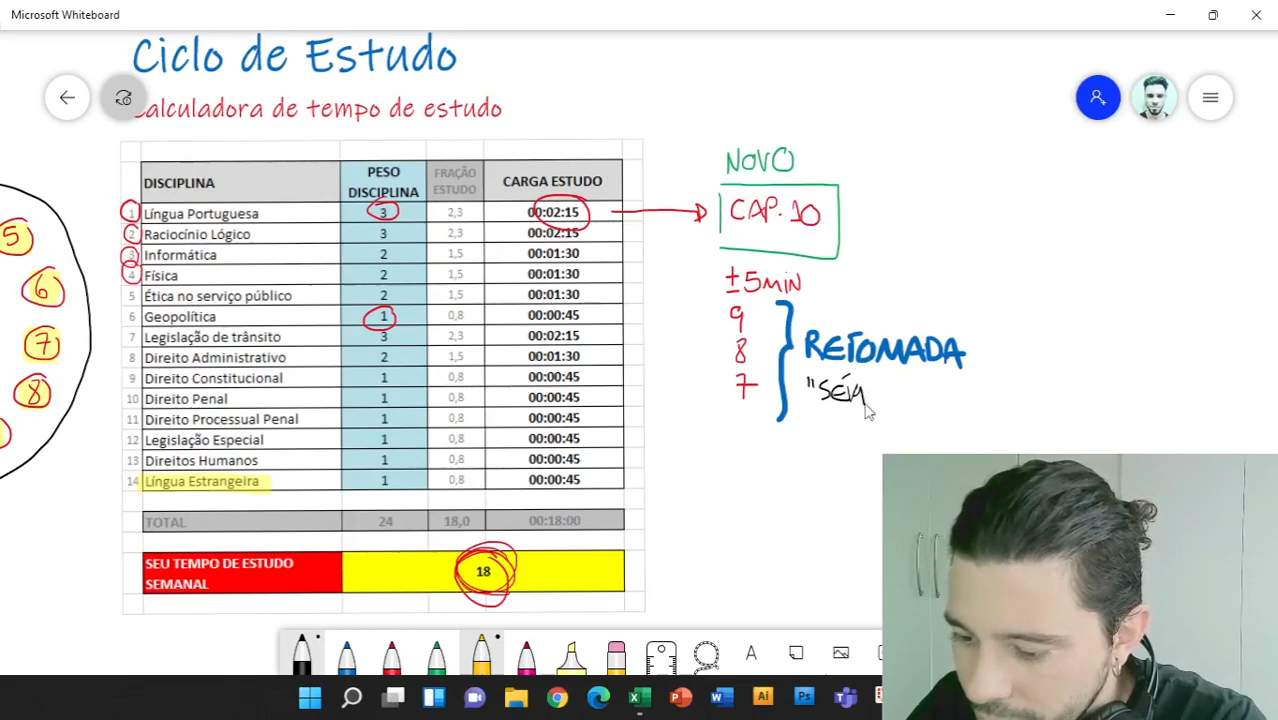 Microsoft Whiteboard
Ciclo de Estudo
Calculadora de tempo de estudo
DISCIPLINA PESO DISCIPLINA FRAÇÃO ESTUDO CARGA ESTUDO
1 Língua Portuguesa 3 2,3 00:02:15
2 Raciocínio Lógico 3 2,3 00:02:15
3 Informática 2 1,5 00:01:30
4 Física 2 1,5 00:01:30
5 Ética no serviço público 2 1,5 00:01:30
6 Geopolítica 1 0,8 00:00:45
7 Legislação de trânsito 3 2,3 00:02:15
8 Direito Administrativo 2 1,5 00:01:30
9 Direito Constitucional 1 0,8 00:00:45
10 Direito Penal 1 0,8 00:00:45
11 Direito Processual Penal 1 0,8 00:00:45
12 Legislação Especial 1 0,8 00:00:45
13 Direitos Humanos 1 0,8 00:00:45
14 Língua Estrangeira 1 0,8 00:00:45
TOTAL 24 18,0 00:18:00
SEU TEMPO DE ESTUDO SEMANAL 18
5
6
7
8
NOVO
CAP. 10
±5MIN
9
8
7
RETOMADA
A
Ai
Ps